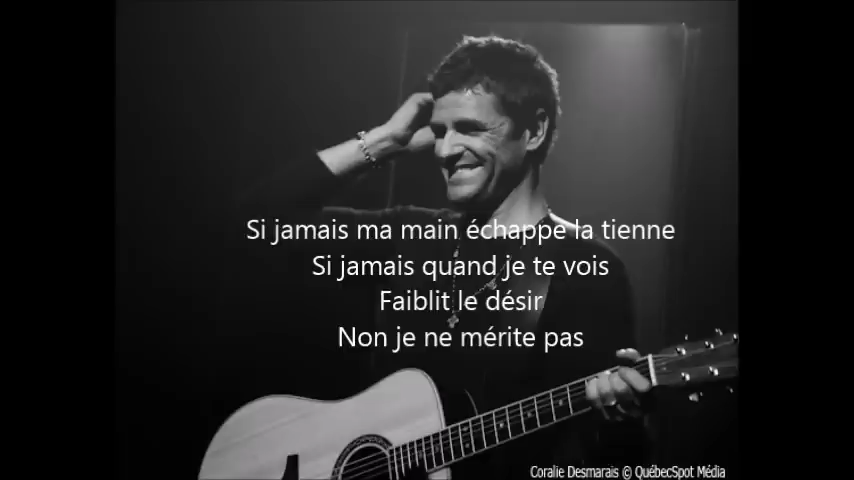 Si jamais ma main échappe la tienne
Si jamais quand je te vois
Faiblit le désir
Non je ne mérite pas
Coralie Desmarais © QuébecSpot Média